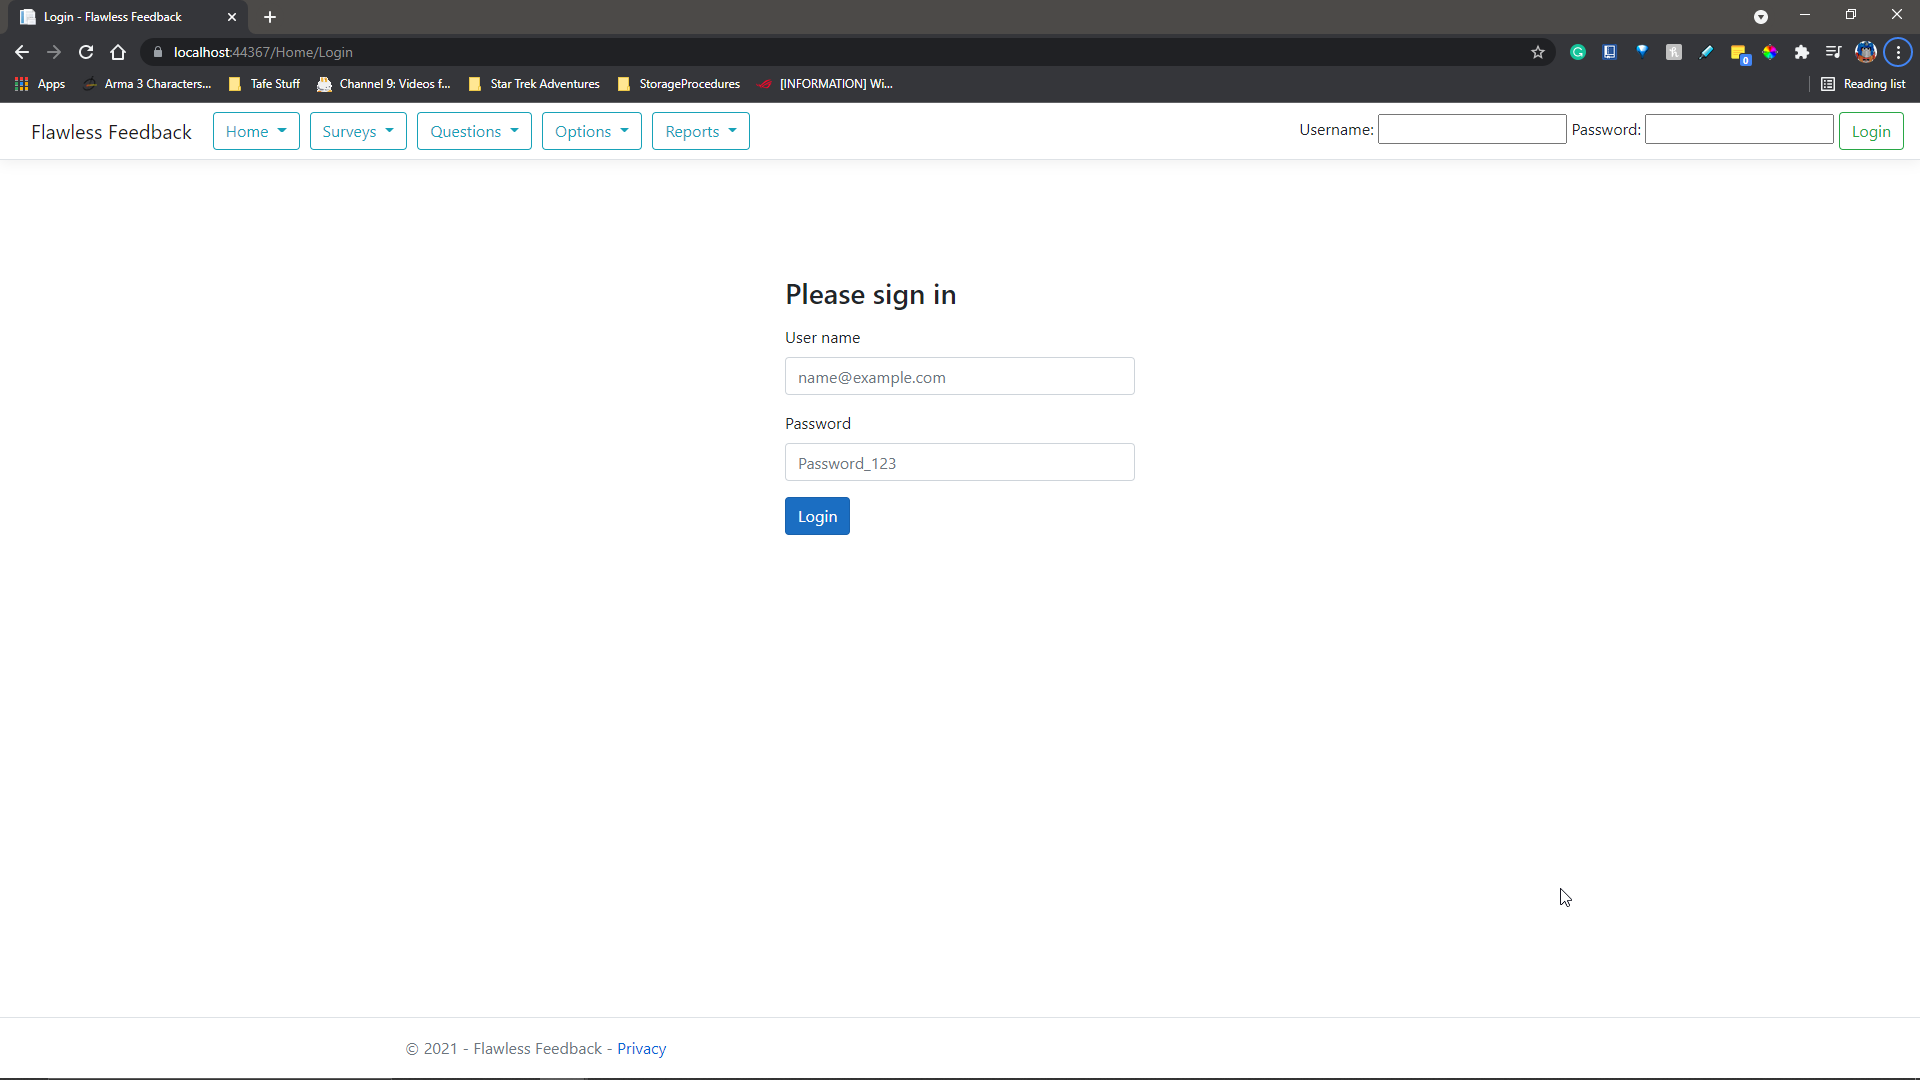 Login - Flawless Feedback
localhost:44367/Home/Login
Apps Arma 3 Characters... Tafe Stuff Channel 9: Videos f... Star Trek Adventures StorageProcedures [INFORMATION] Wi... Reading list
Flawless Feedback Home Surveys Questions Options Reports Username: Password: Login
Please sign in
User name
name@example.com
Password
Password_123
Login
© 2021 - Flawless Feedback - Privacy